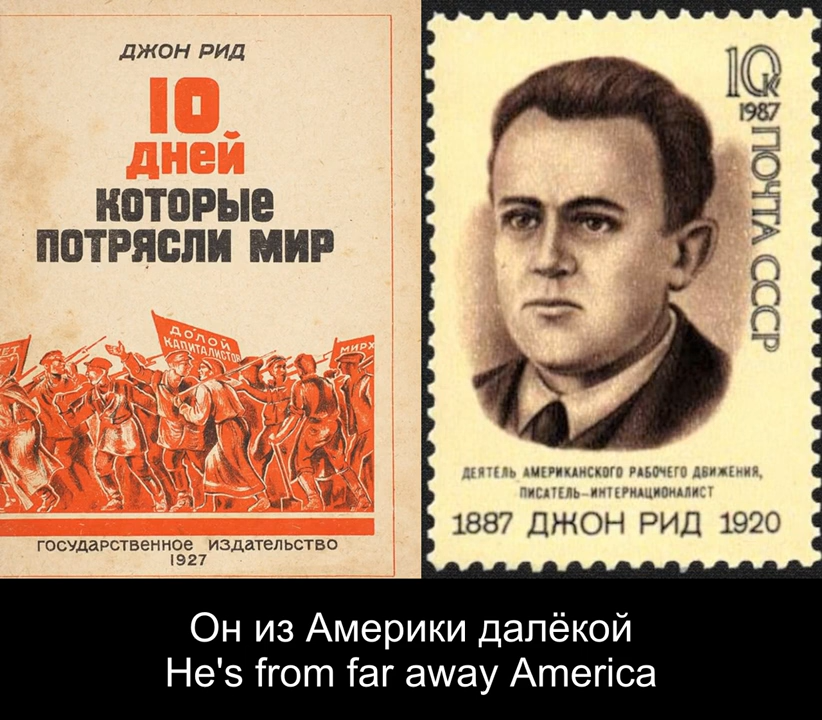 ДЖОН РИД
10
дней
которые
потрясли мир
ДОЛОЙ
КАПИТАЛИСТОВ
МИР
ГОСУДАРСТВЕННОЕ ИЗДАТЕЛЬСТВО
1927
10К
1987
ПОЧТА СССР
ДЕЯТЕЛЬ АМЕРИКАНСКОГО РАБОЧЕГО ДВИЖЕНИЯ,
ПИСАТЕЛЬ–ИНТЕРНАЦИОНАЛИСТ
1887 ДЖОН РИД 1920
Он из Америки далёкой
He's from far away America